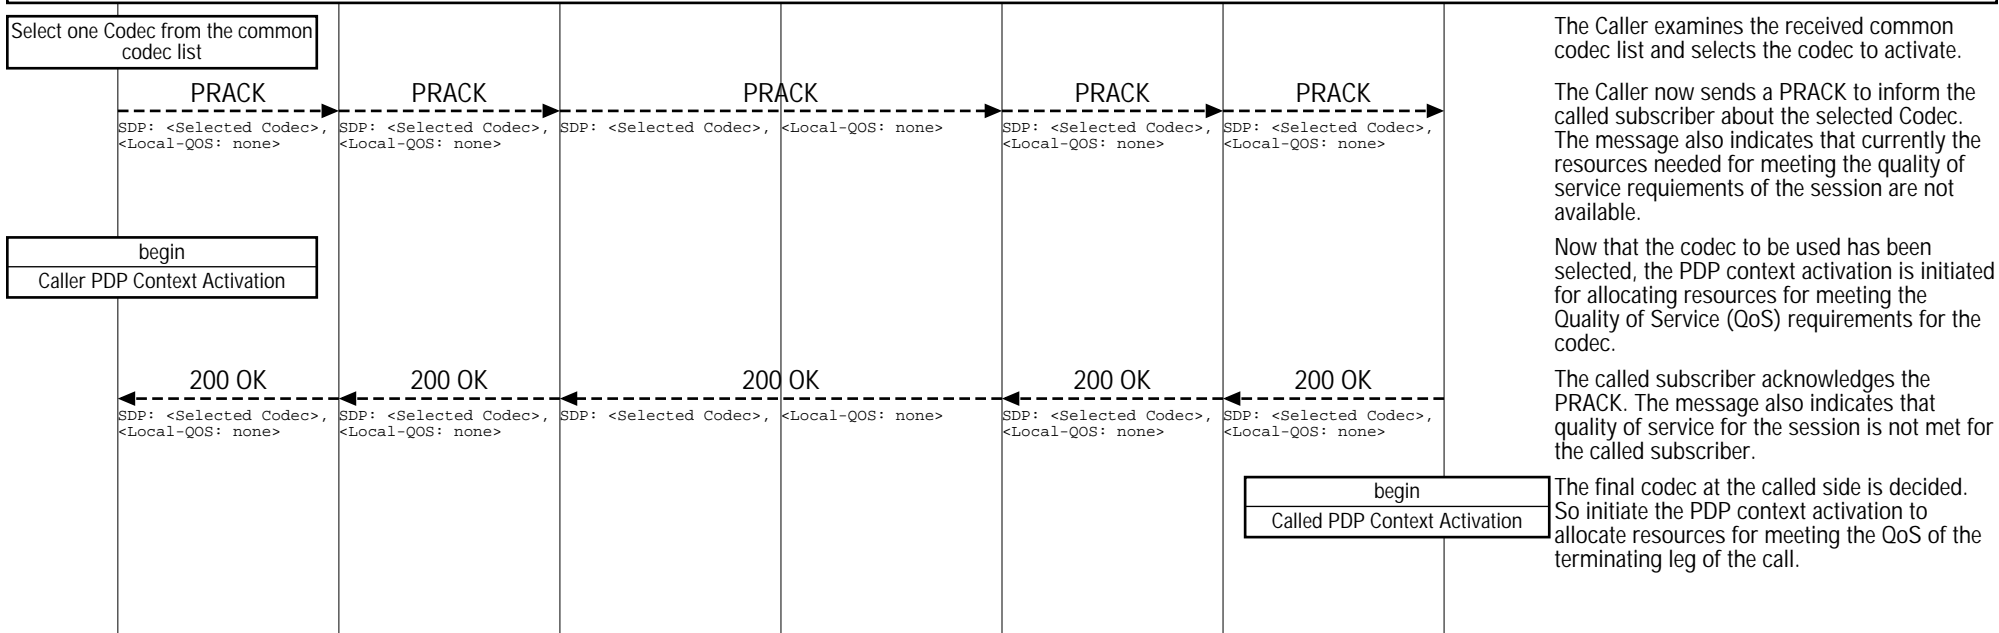 Select one Codec from the common
codec list
The Caller examines the received common
codec list and selects the codec to activate.
PRACK PRACK PRACK PRACK PRACK
SDP: <Selected Codec>, SDP: <Selected Codec>, SDP: <Selected Codec>, <Local-QOS: none> SDP: <Selected Codec>, SDP: <Selected Codec>,
<Local-QOS: none> <Local-QOS: none> <Local-QOS: none> <Local-QOS: none>
The Caller now sends a PRACK to inform the
called subscriber about the selected Codec.
The message also indicates that currently the
resources needed for meeting the quality of
service requiements of the session are not
available.
begin
Caller PDP Context Activation
Now that the codec to be used has been
selected, the PDP context activation is initiated
for allocating resources for meeting the
Quality of Service (QoS) requirements for the
codec.
200 OK 200 OK 200 OK 200 OK 200 OK
SDP: <Selected Codec>, SDP: <Selected Codec>, SDP: <Selected Codec>, <Local-QOS: none> SDP: <Selected Codec>, SDP: <Selected Codec>,
<Local-QOS: none> <Local-QOS: none> <Local-QOS: none> <Local-QOS: none>
The called subscriber acknowledges the
PRACK. The message also indicates that
quality of service for the session is not met for
the called subscriber.
begin
Called PDP Context Activation
The final codec at the called side is decided.
So initiate the PDP context activation to
allocate resources for meeting the QoS of the
terminating leg of the call.